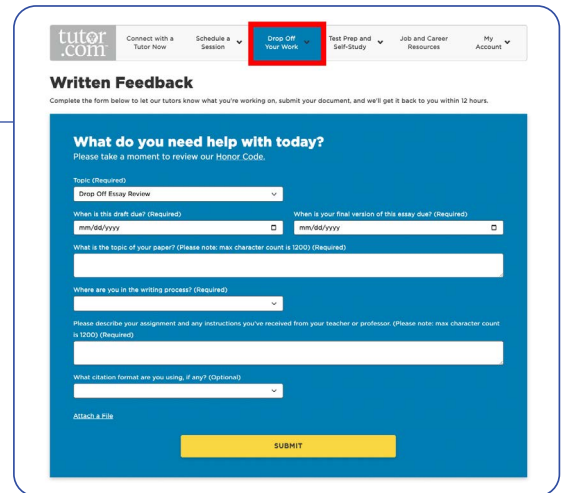 tutor
.com
Connect with a
Tutor Now
Schedule a
Session
Drop Off
Your Work
Test Prep and
Self-Study
Job and Career
Resources
My
Account
Written Feedback
Complete the form below to let our tutors know what you're working on, submit your document, and we'll get it back to you within 12 hours.
What do you need help with today?
Please take a moment to review our Honor Code.
Topic (Required)
Drop Off Essay Review
When is this draft due? (Required)
When is your final version of this essay due? (Required)
mm/dd/yyyy
mm/dd/yyyy
What is the topic of your paper? (Please note: max character count is 1200) (Required)
Where are you in the writing process? (Required)
Please describe your assignment and any instructions you've received from your teacher or professor. (Please note: max character count
is 1200) (Required)
What citation format are you using, if any? (Optional)
Attach a File
SUBMIT